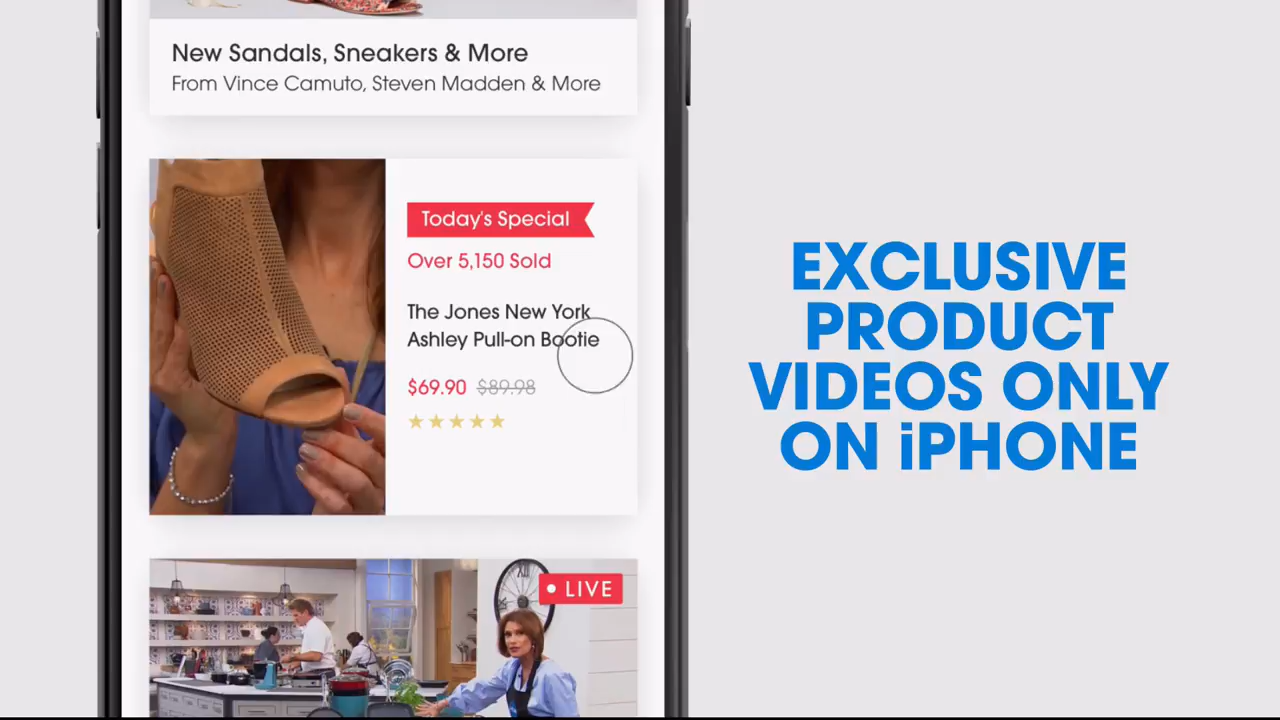 New Sandals, Sneakers & More
From Vince Camuto, Steven Madden & More
Today's Special
Over 5,150 Sold
The Jones New York
Ashley Pull-on Bootie
$69.90 $89.98
LIVE
EXCLUSIVE
PRODUCT
VIDEOS ONLY
ON iPHONE